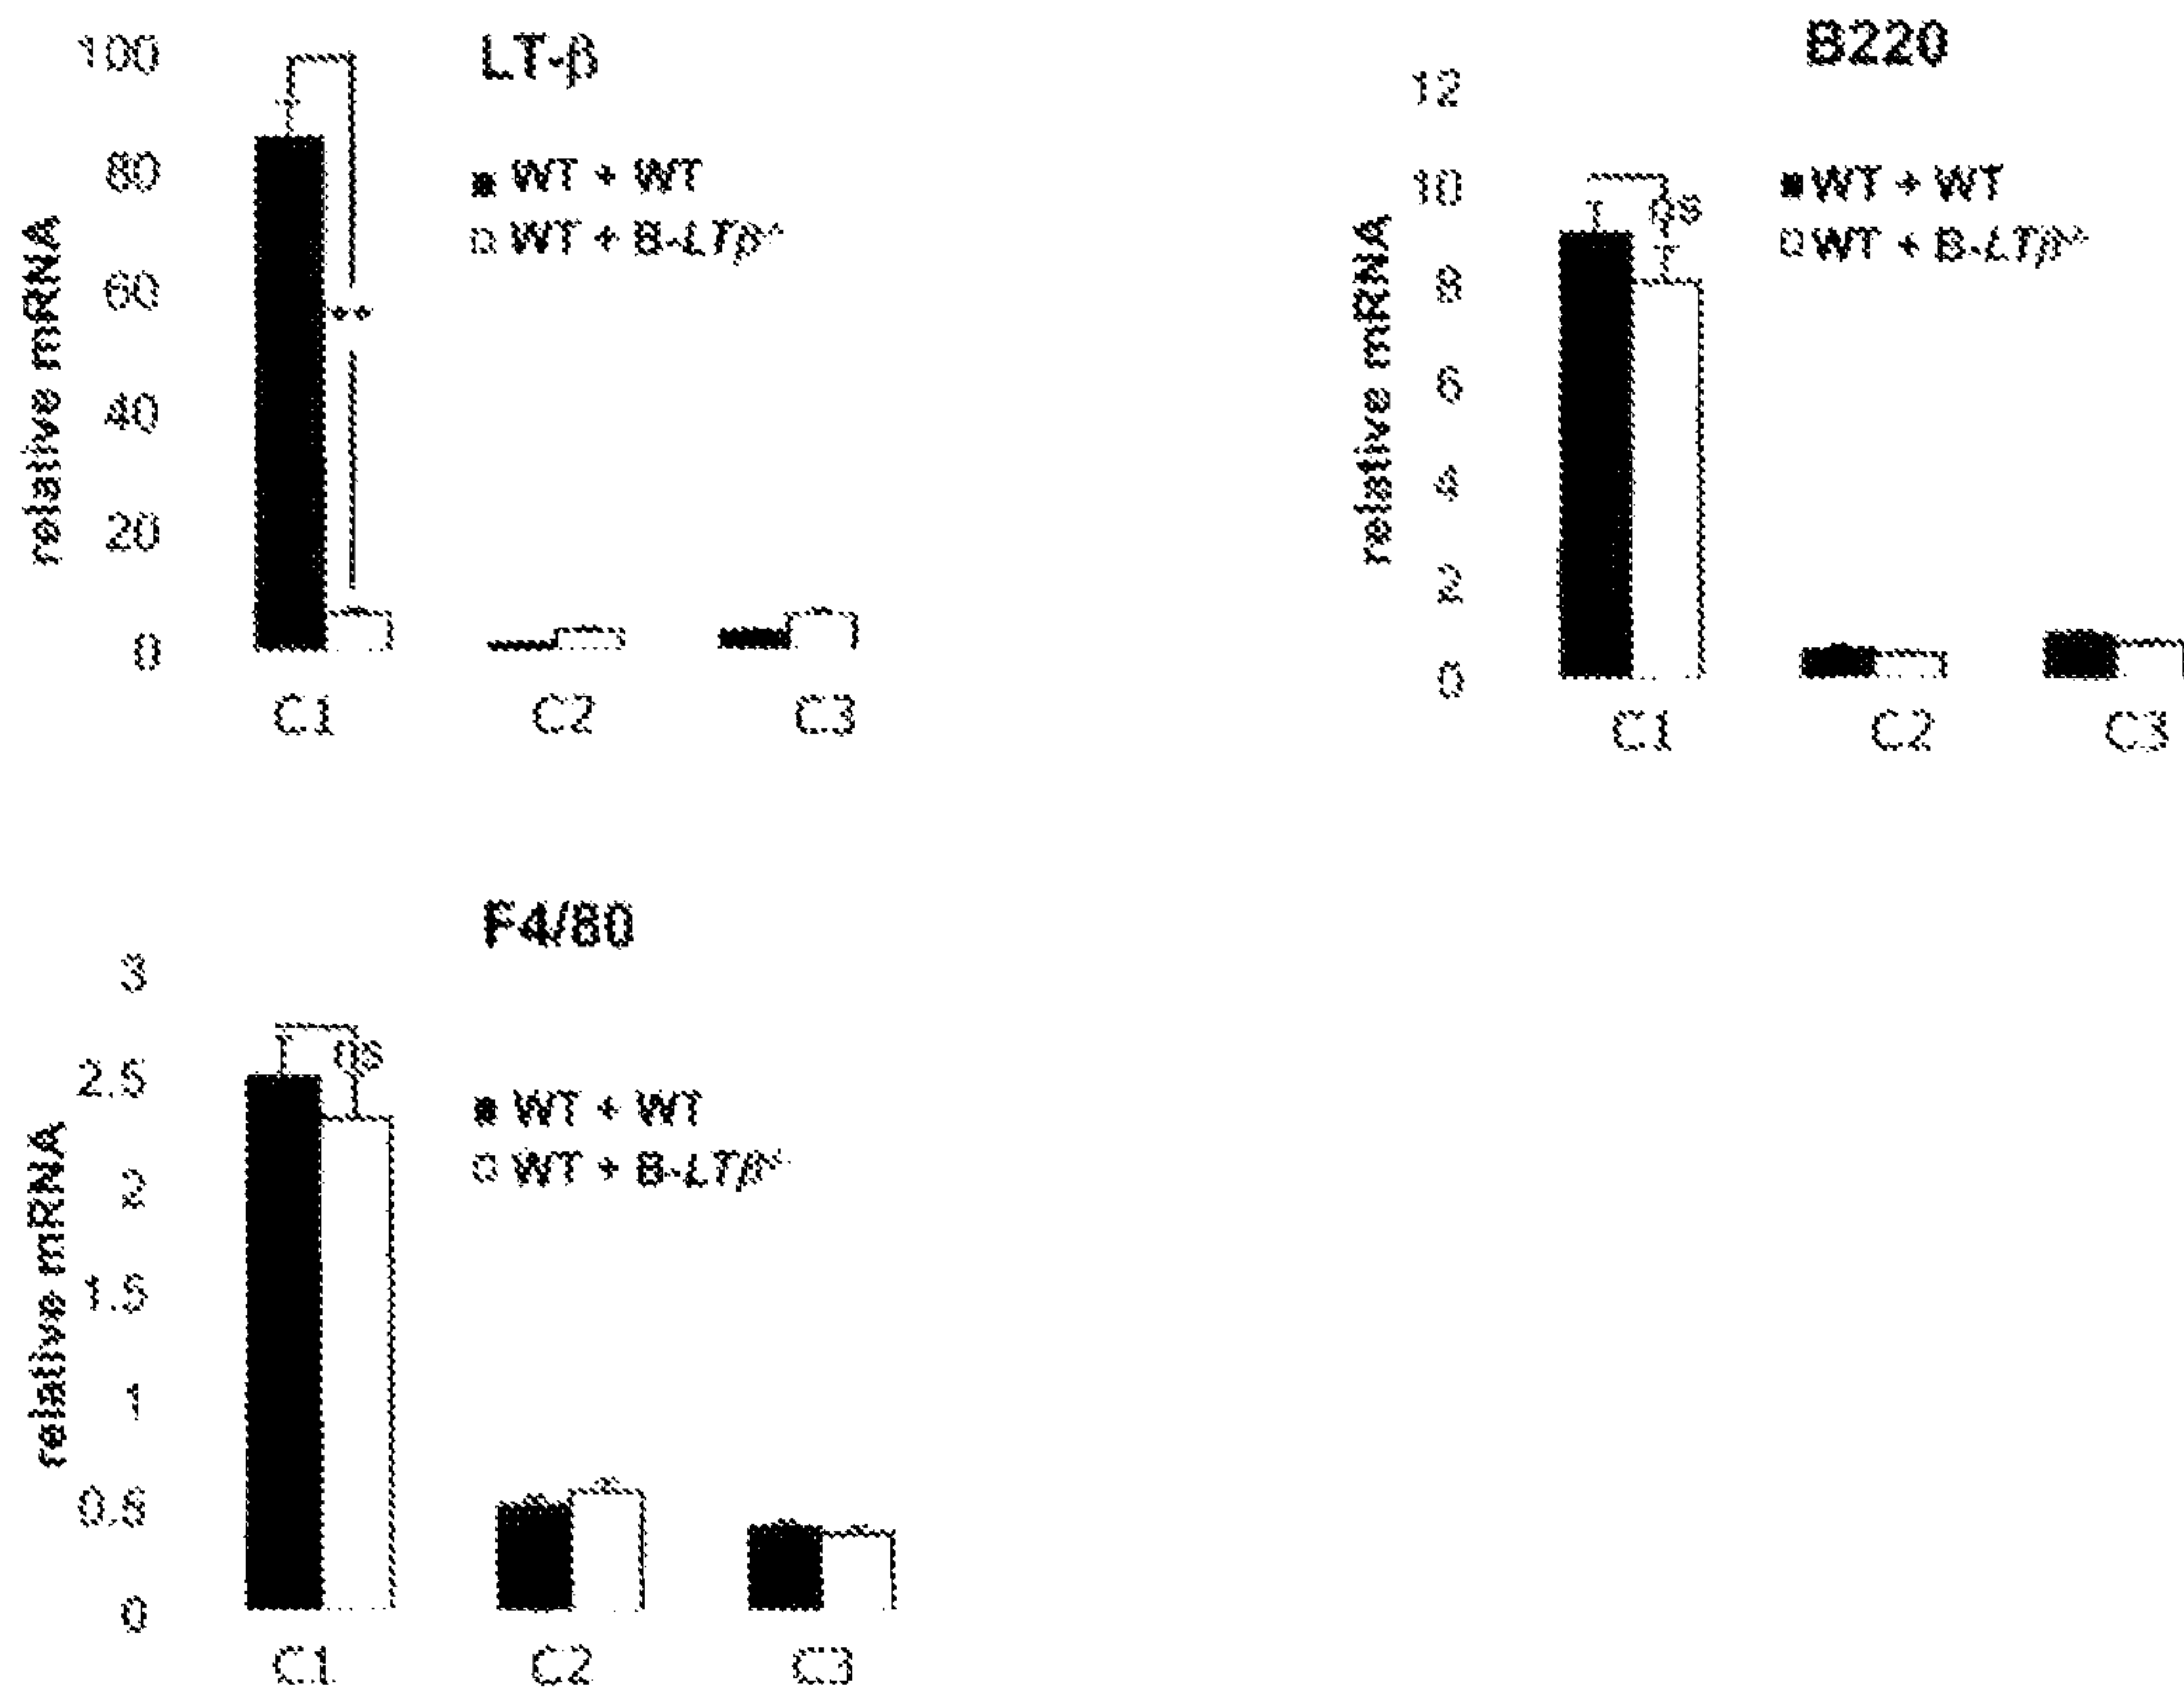 LT-β
relative mRNA
100
80
60
40
20
0
**
■ WT + WT
□ WT + B-LTβ-/-
C1 C2 C3
B220
relative mRNA
12
10
8
6
4
2
0
ns
■ WT + WT
□ WT + B-LTβ-/-
C1 C2 C3
F4/80
relative mRNA
3
2.5
2
1.5
1
0.5
0
ns
■ WT + WT
□ WT + B-LTβ-/-
C1 C2 C3